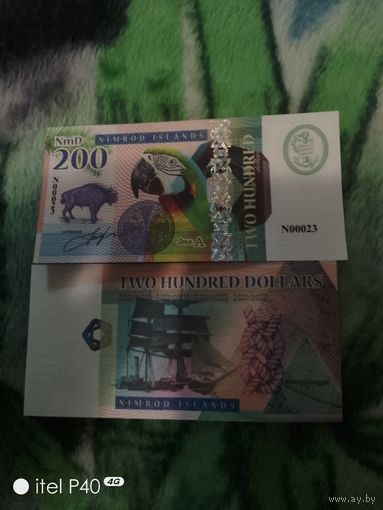 NmD
NIMROD ISLANDS
200
N00023
TWO HUNDRED
Serie A
N00023
TWO HUNDRED DOLLARS
NIMROD ISLANDS
itel P40 4G
www.ay.by